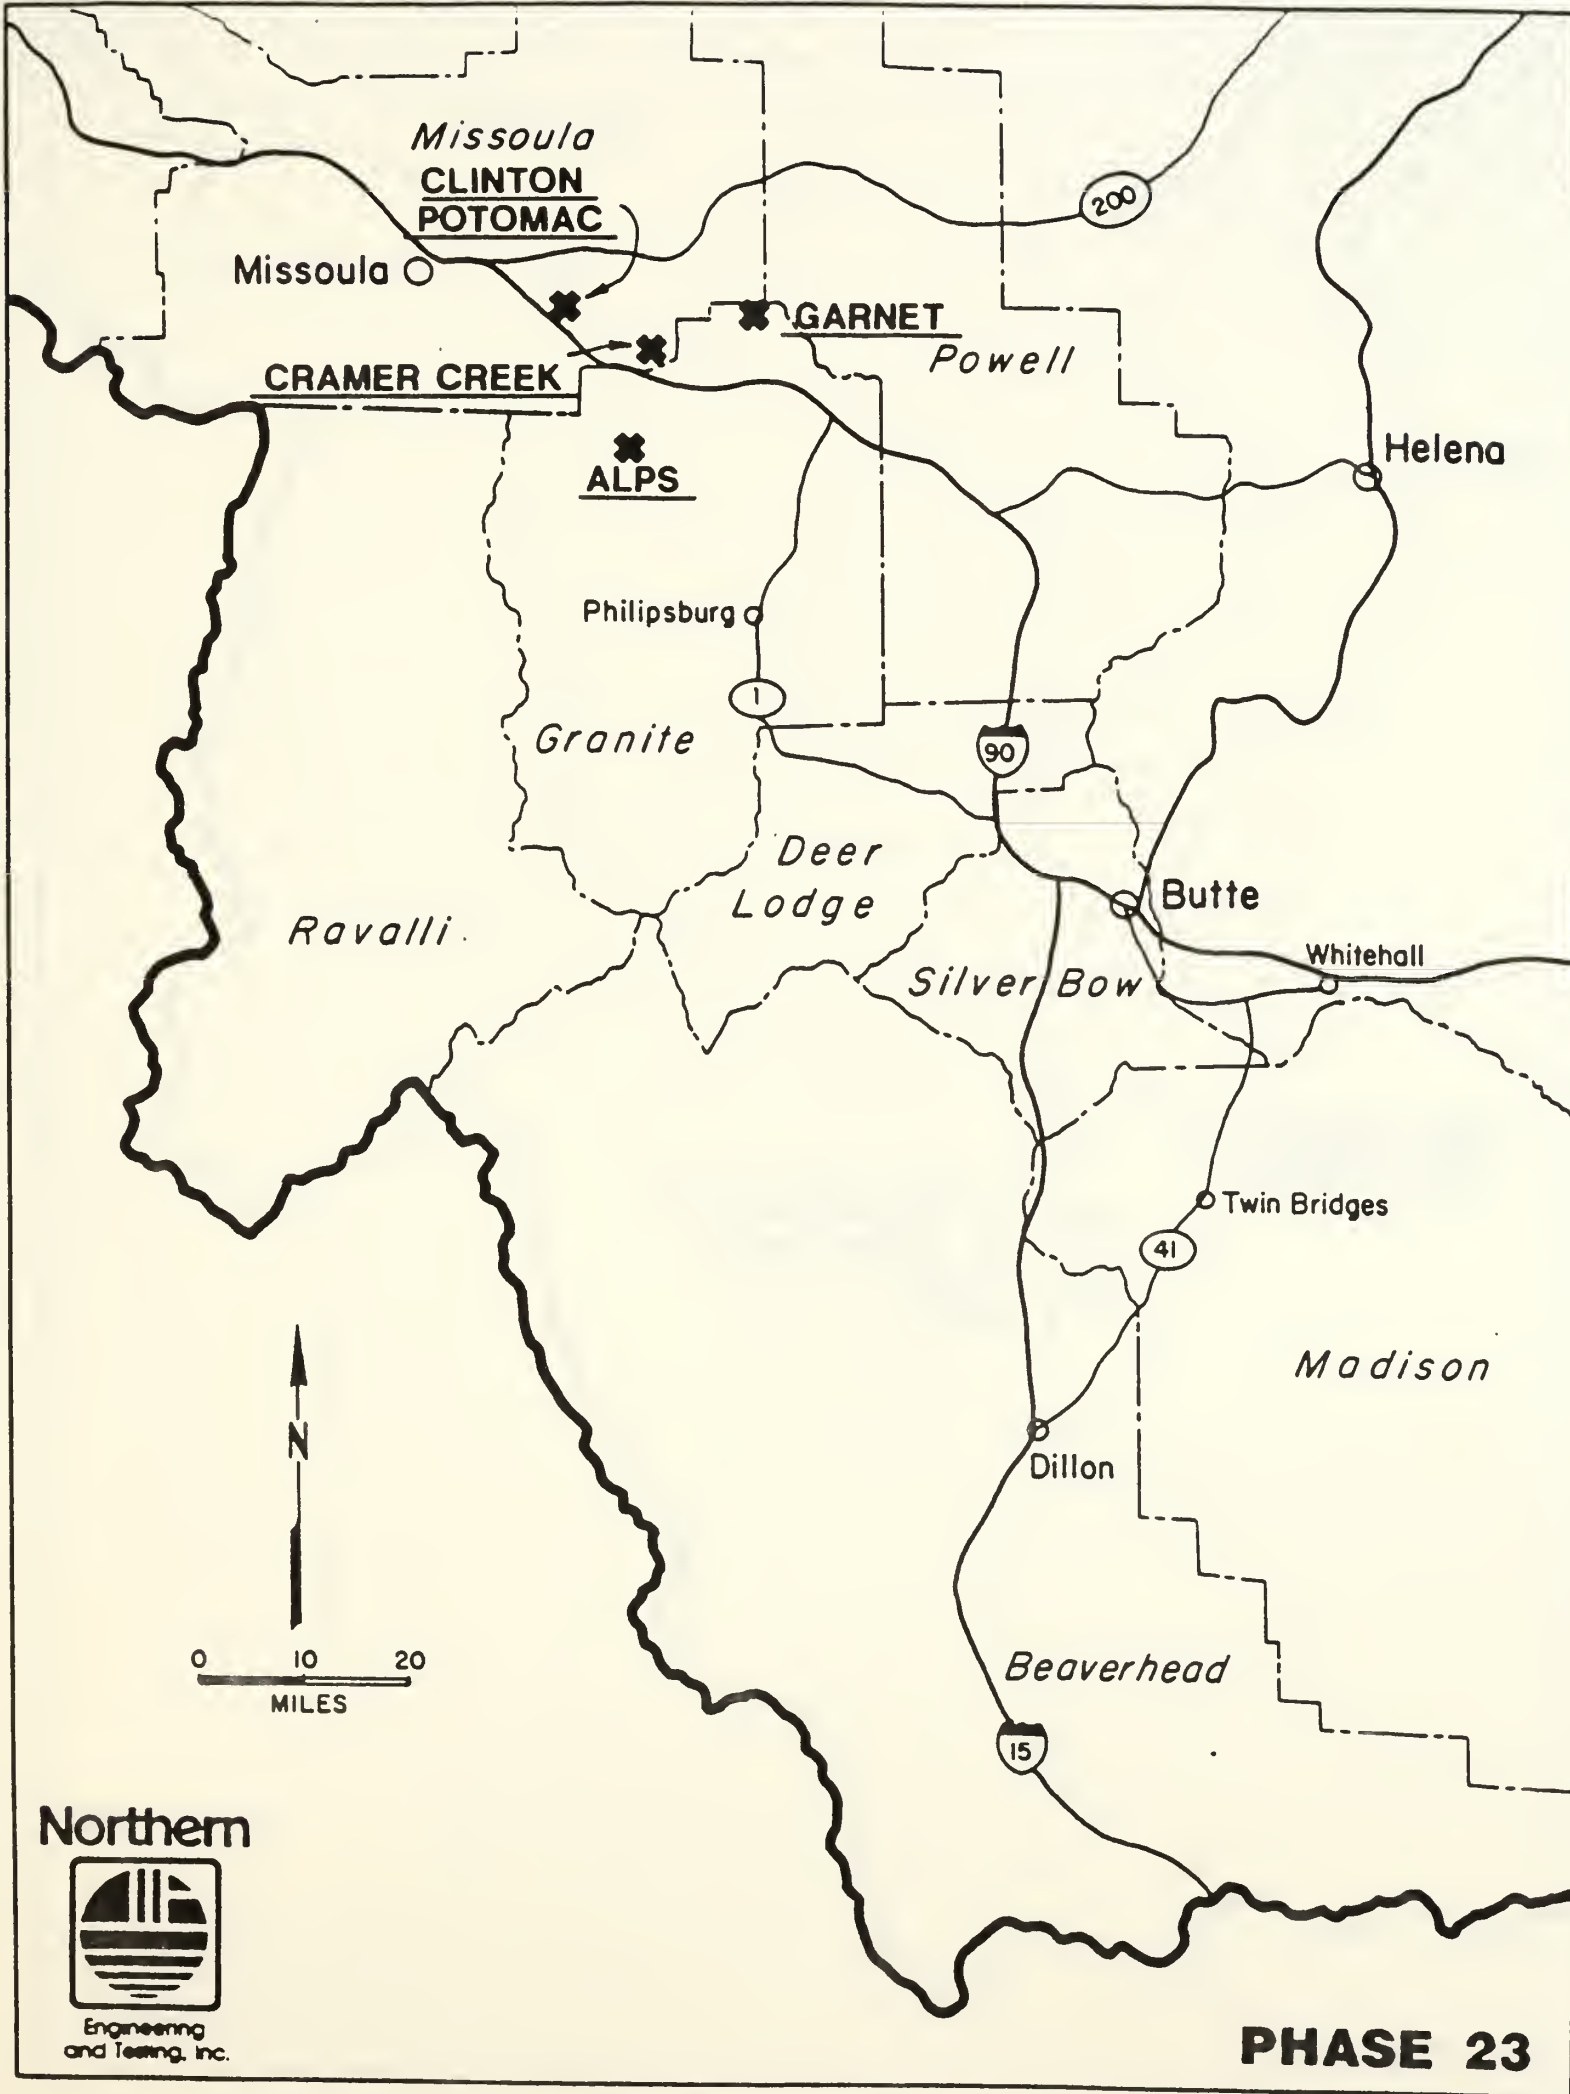 Missoula
CLINTON
POTOMAC
200
Missoula
GARNET
Powell
CRAMER CREEK
Helena
ALPS
Philipsburg
1
Granite
90
Deer
Lodge
Butte
Ravalli
Whitehall
Silver Bow
Twin Bridges
41
Madison
N
Dillon
0 10 20
MILES
Beaverhead
15
Northern
Engineering
and Testing, Inc.
PHASE 23